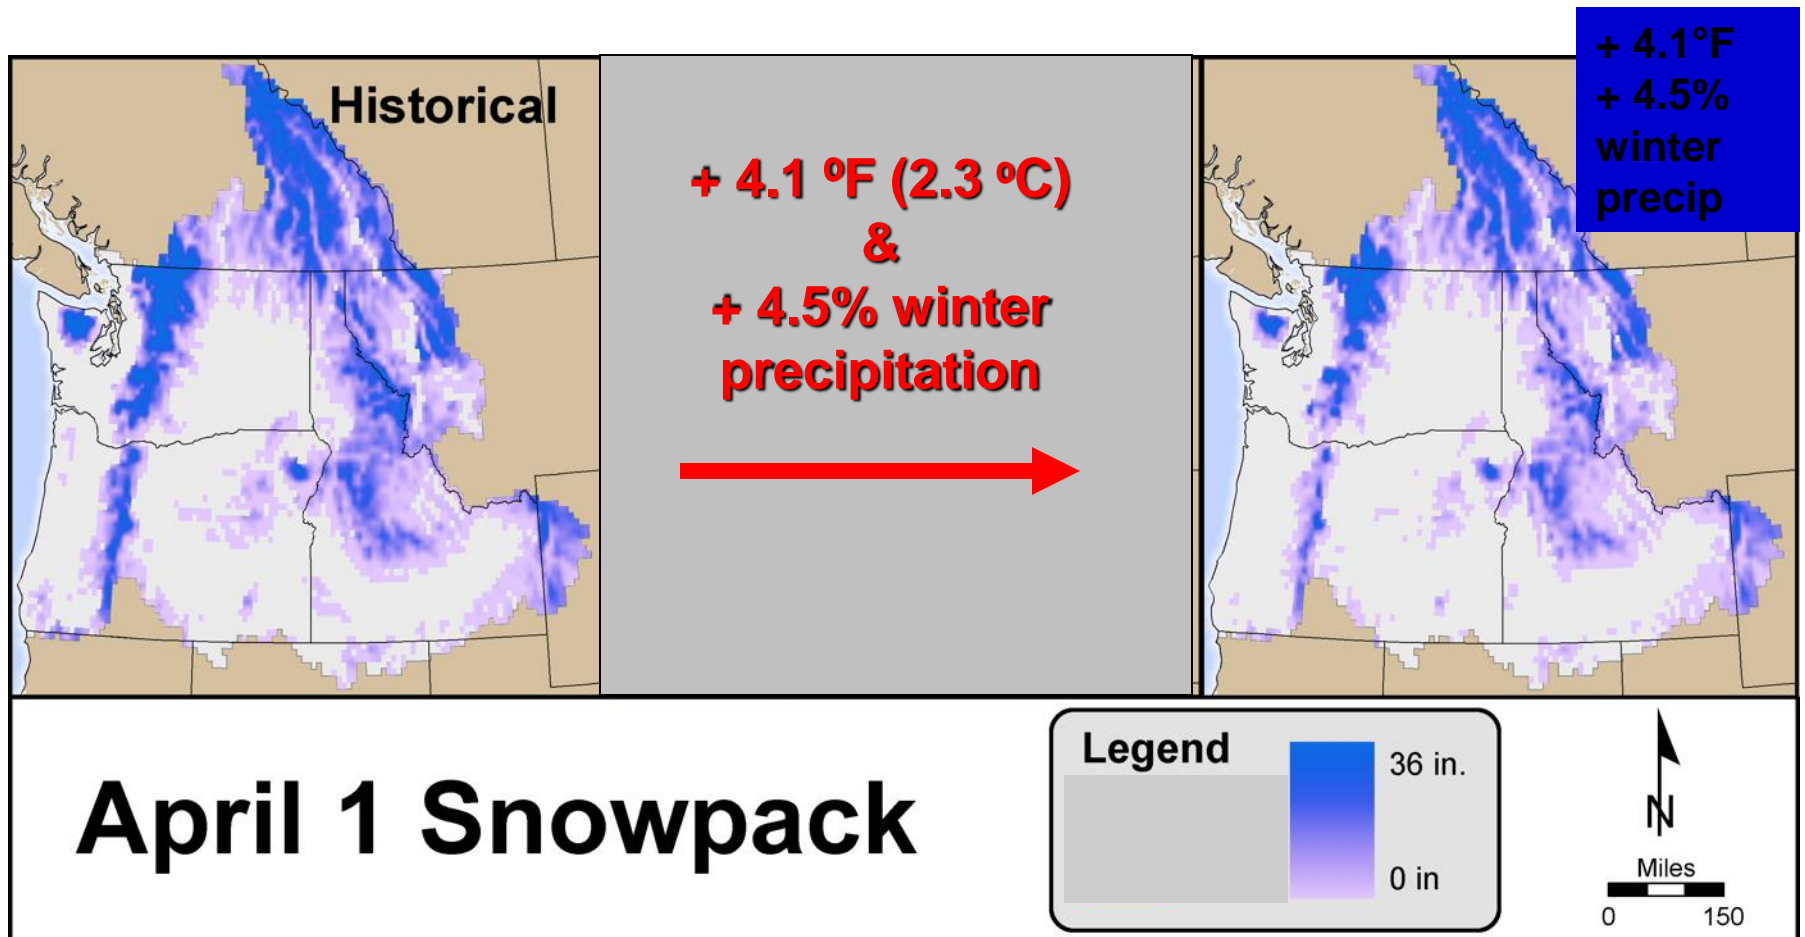 Historical
+ 4.1 ºF (2.3 ºC)
&
+ 4.5% winter
precipitation
+ 4.1°F
+ 4.5%
winter
precip
April 1 Snowpack
Legend
36 in.
0 in
N
Miles
0 150